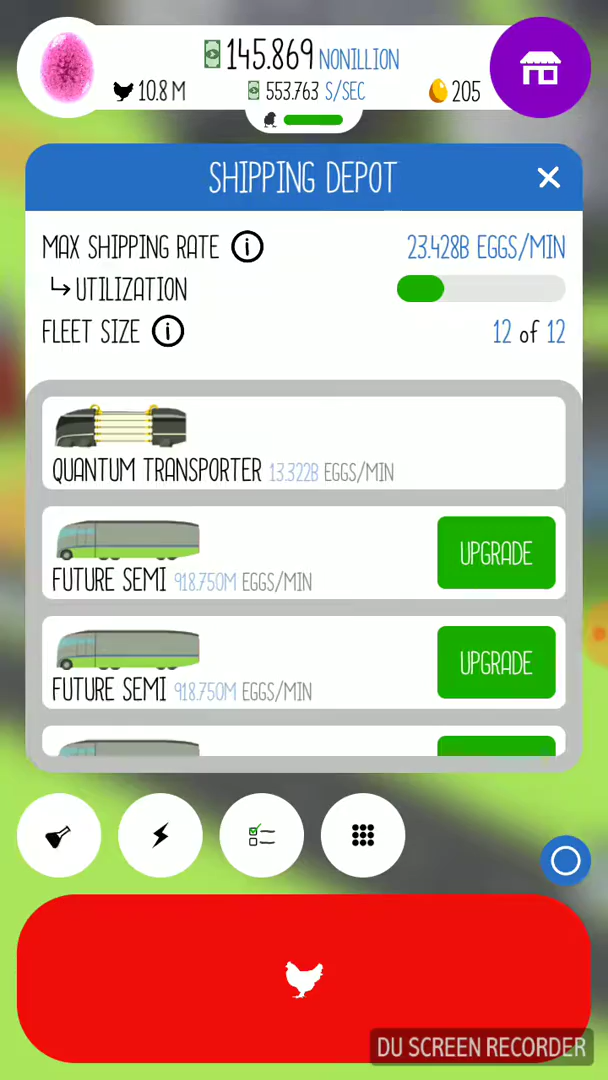 145.869 NONILLION
10.8 M
553.763 S/SEC
205
SHIPPING DEPOT
MAX SHIPPING RATE i
23.428B EGGS/MIN
UTILIZATION
FLEET SIZE i
12 of 12
QUANTUM TRANSPORTER 13.322B EGGS/MIN
FUTURE SEMI 918.750M EGGS/MIN
UPGRADE
FUTURE SEMI 918.750M EGGS/MIN
UPGRADE
DU SCREEN RECORDER